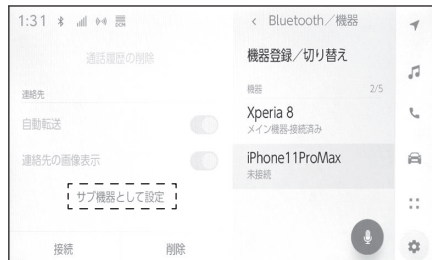 1:31
通話履歴の削除
連絡先
自動転送
連絡先の画像表示
サブ機器として設定
接続
削除
< Bluetooth／機器
機器登録／切り替え
機器 2/5
Xperia 8
メイン機器-接続済み
iPhone11ProMax
未接続